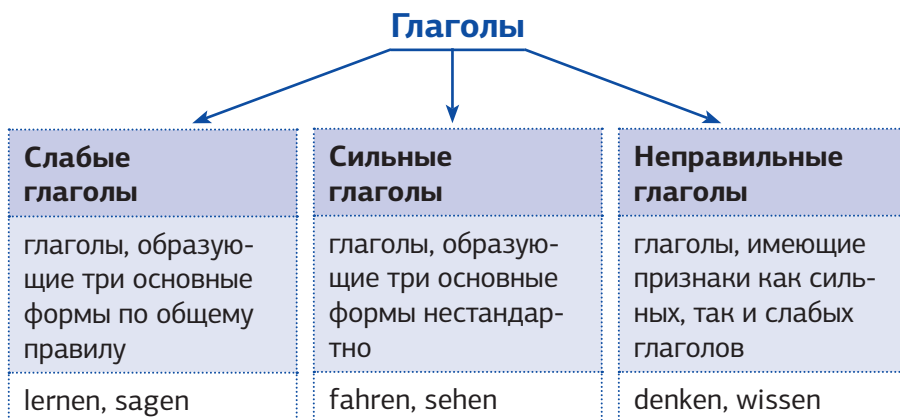 Глаголы
Слабые
глаголы
глаголы, образую-
щие три основные
формы по общему
правилу
lernen, sagen
Сильные
глаголы
глаголы, образую-
щие три основные
формы нестандар-
тно
fahren, sehen
Неправильные
глаголы
глаголы, имеющие
признаки как силь-
ных, так и слабых
глаголов
denken, wissen